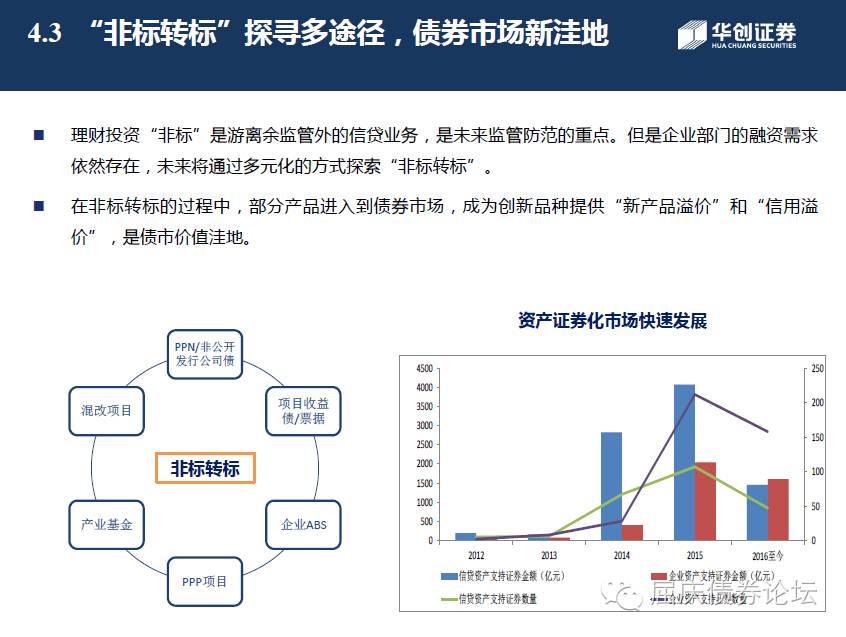 4.3 “非标转标”探寻多途径，债券市场新洼地
华创证券
HUA CHUANG SECURITIES
■ 理财投资“非标”是游离余监管外的信贷业务，是未来监管防范的重点。但是企业部门的融资需求
依然存在，未来将通过多元化的方式探索“非标转标”。
■ 在非标转标的过程中，部分产品进入到债券市场，成为创新品种提供“新产品溢价”和“信用溢
价”，是债市价值洼地。
PPN/非公开
发行公司债
混改项目
项目收益
债/票据
非标转标
产业基金
企业ABS
PPP项目
资产证券化市场快速发展
4500
4000
3500
3000
2500
2000
1500
1000
500
0
250
200
150
100
50
0
2012 2013 2014 2015 2016至今
信贷资产支持证券金额（亿元） 企业资产支持证券金额（亿元）
信贷资产支持证券数量 企业资产支持证券数量
屈庆债券论坛